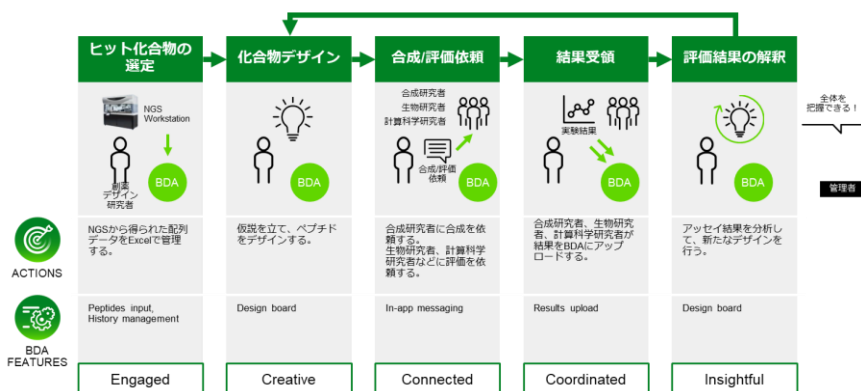 ヒット化合物の
選定
化合物デザイン
合成/評価依頼
結果受領
評価結果の解釈
NGS
Workstation
創薬
デザイン
研究者
BDA
BDA
合成研究者
生物研究者
計算科学研究者
合成/評価
依頼
BDA
実験結果
BDA
BDA
全体を
把握できる!
管理者
ACTIONS
NGSから得られた配列
データをExcelで管理
する。
仮説を立て、ペプチド
をデザインする。
合成研究者に合成を依
頼する。
生物研究者、計算科学
研究者などに評価を依
頼する。
合成研究者、生物研究
者、計算科学研究者が
結果をBDAにアップ
ロードする。
アッセイ結果を分析し
て、新たなデザインを
行う。
BDA
FEATURES
Peptides input,
History management
Design board
In-app messaging
Results upload
Design board
Engaged
Creative
Connected
Coordinated
Insightful